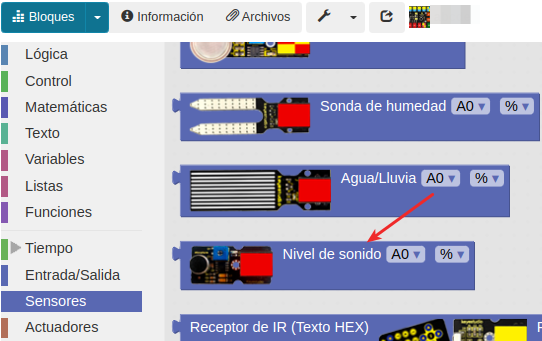 Bloques
Información
Archivos
Lógica
Control
Matemáticas
Texto
Variables
Listas
Funciones
Tiempo
Entrada/Salida
Sensores
Actuadores
Sonda de humedad A0 %
Agua/Lluvia A0 %
Nivel de sonido A0 %
Receptor de IR (Texto HEX)